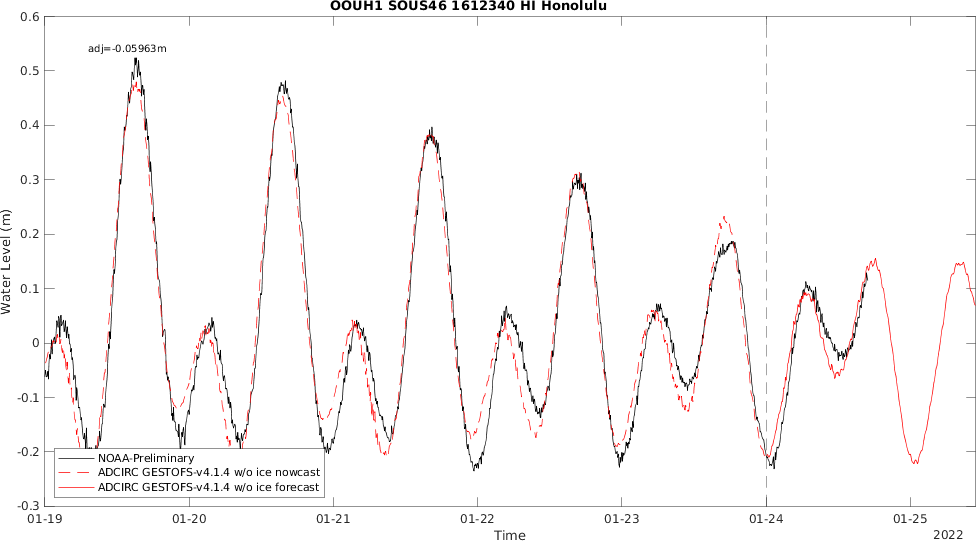 OOUH1 SOUS46 1612340 HI Honolulu
0.6
adj=-0.05963m
0.5
0.4
0.3
0.2
0.1
0
-0.1
-0.2
-0.3
Water Level (m)
NOAA-Preliminary
ADCIRC GESTOFS-v4.1.4 w/o ice nowcast
ADCIRC GESTOFS-v4.1.4 w/o ice forecast
01-19
01-20
01-21
01-22
01-23
01-24
01-25
Time
2022